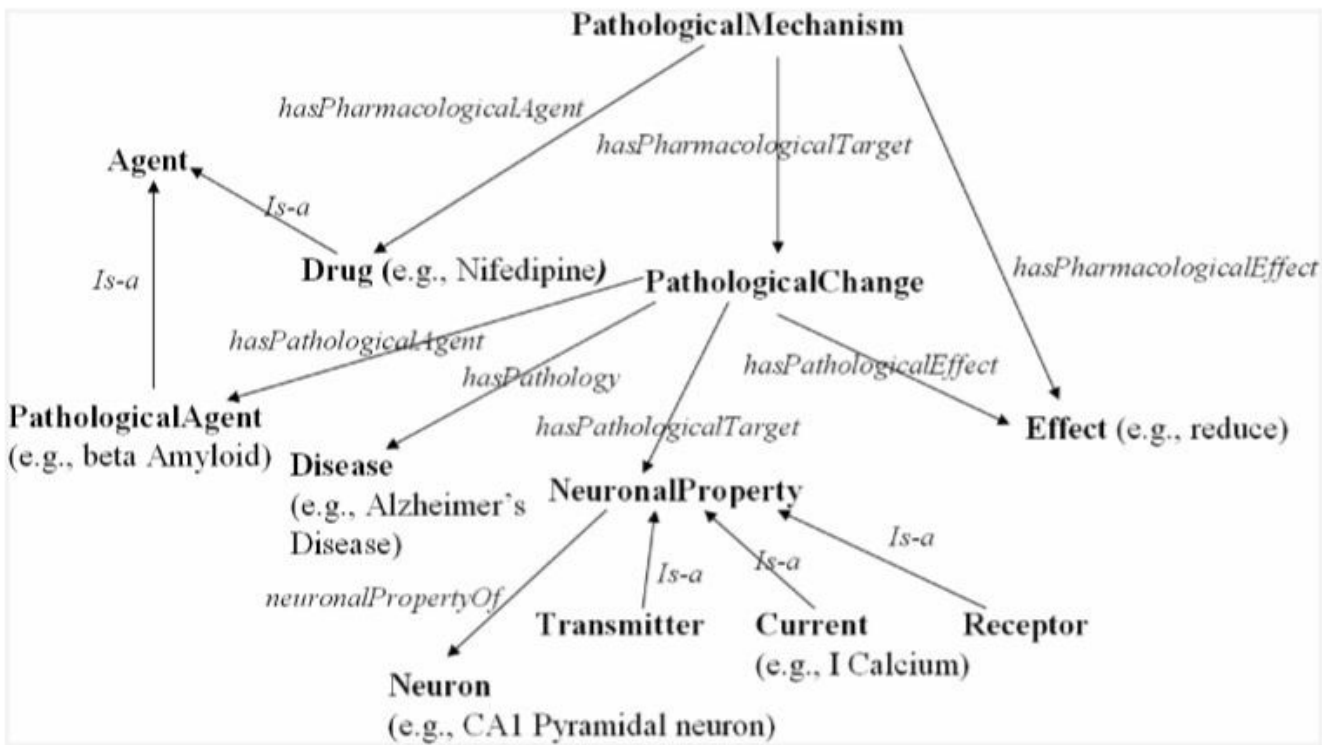 PathologicalMechanism
hasPharmacologicalAgent
hasPharmacologicalTarget
Agent
Is-a
Is-a
Drug (e.g., Nifedipine)
PathologicalChange
hasPharmacologicalEffect
hasPathologicalAgent
hasPathology
hasPathologicalEffect
PathologicalAgent
(e.g., beta Amyloid)
hasPathologicalTarget
Effect (e.g., reduce)
Disease
(e.g., Alzheimer's
Disease)
NeuronalProperty
Is-a
Is-a
Is-a
neuronalPropertyOf
Transmitter
Current
(e.g., I Calcium)
Receptor
Neuron
(e.g., CA1 Pyramidal neuron)